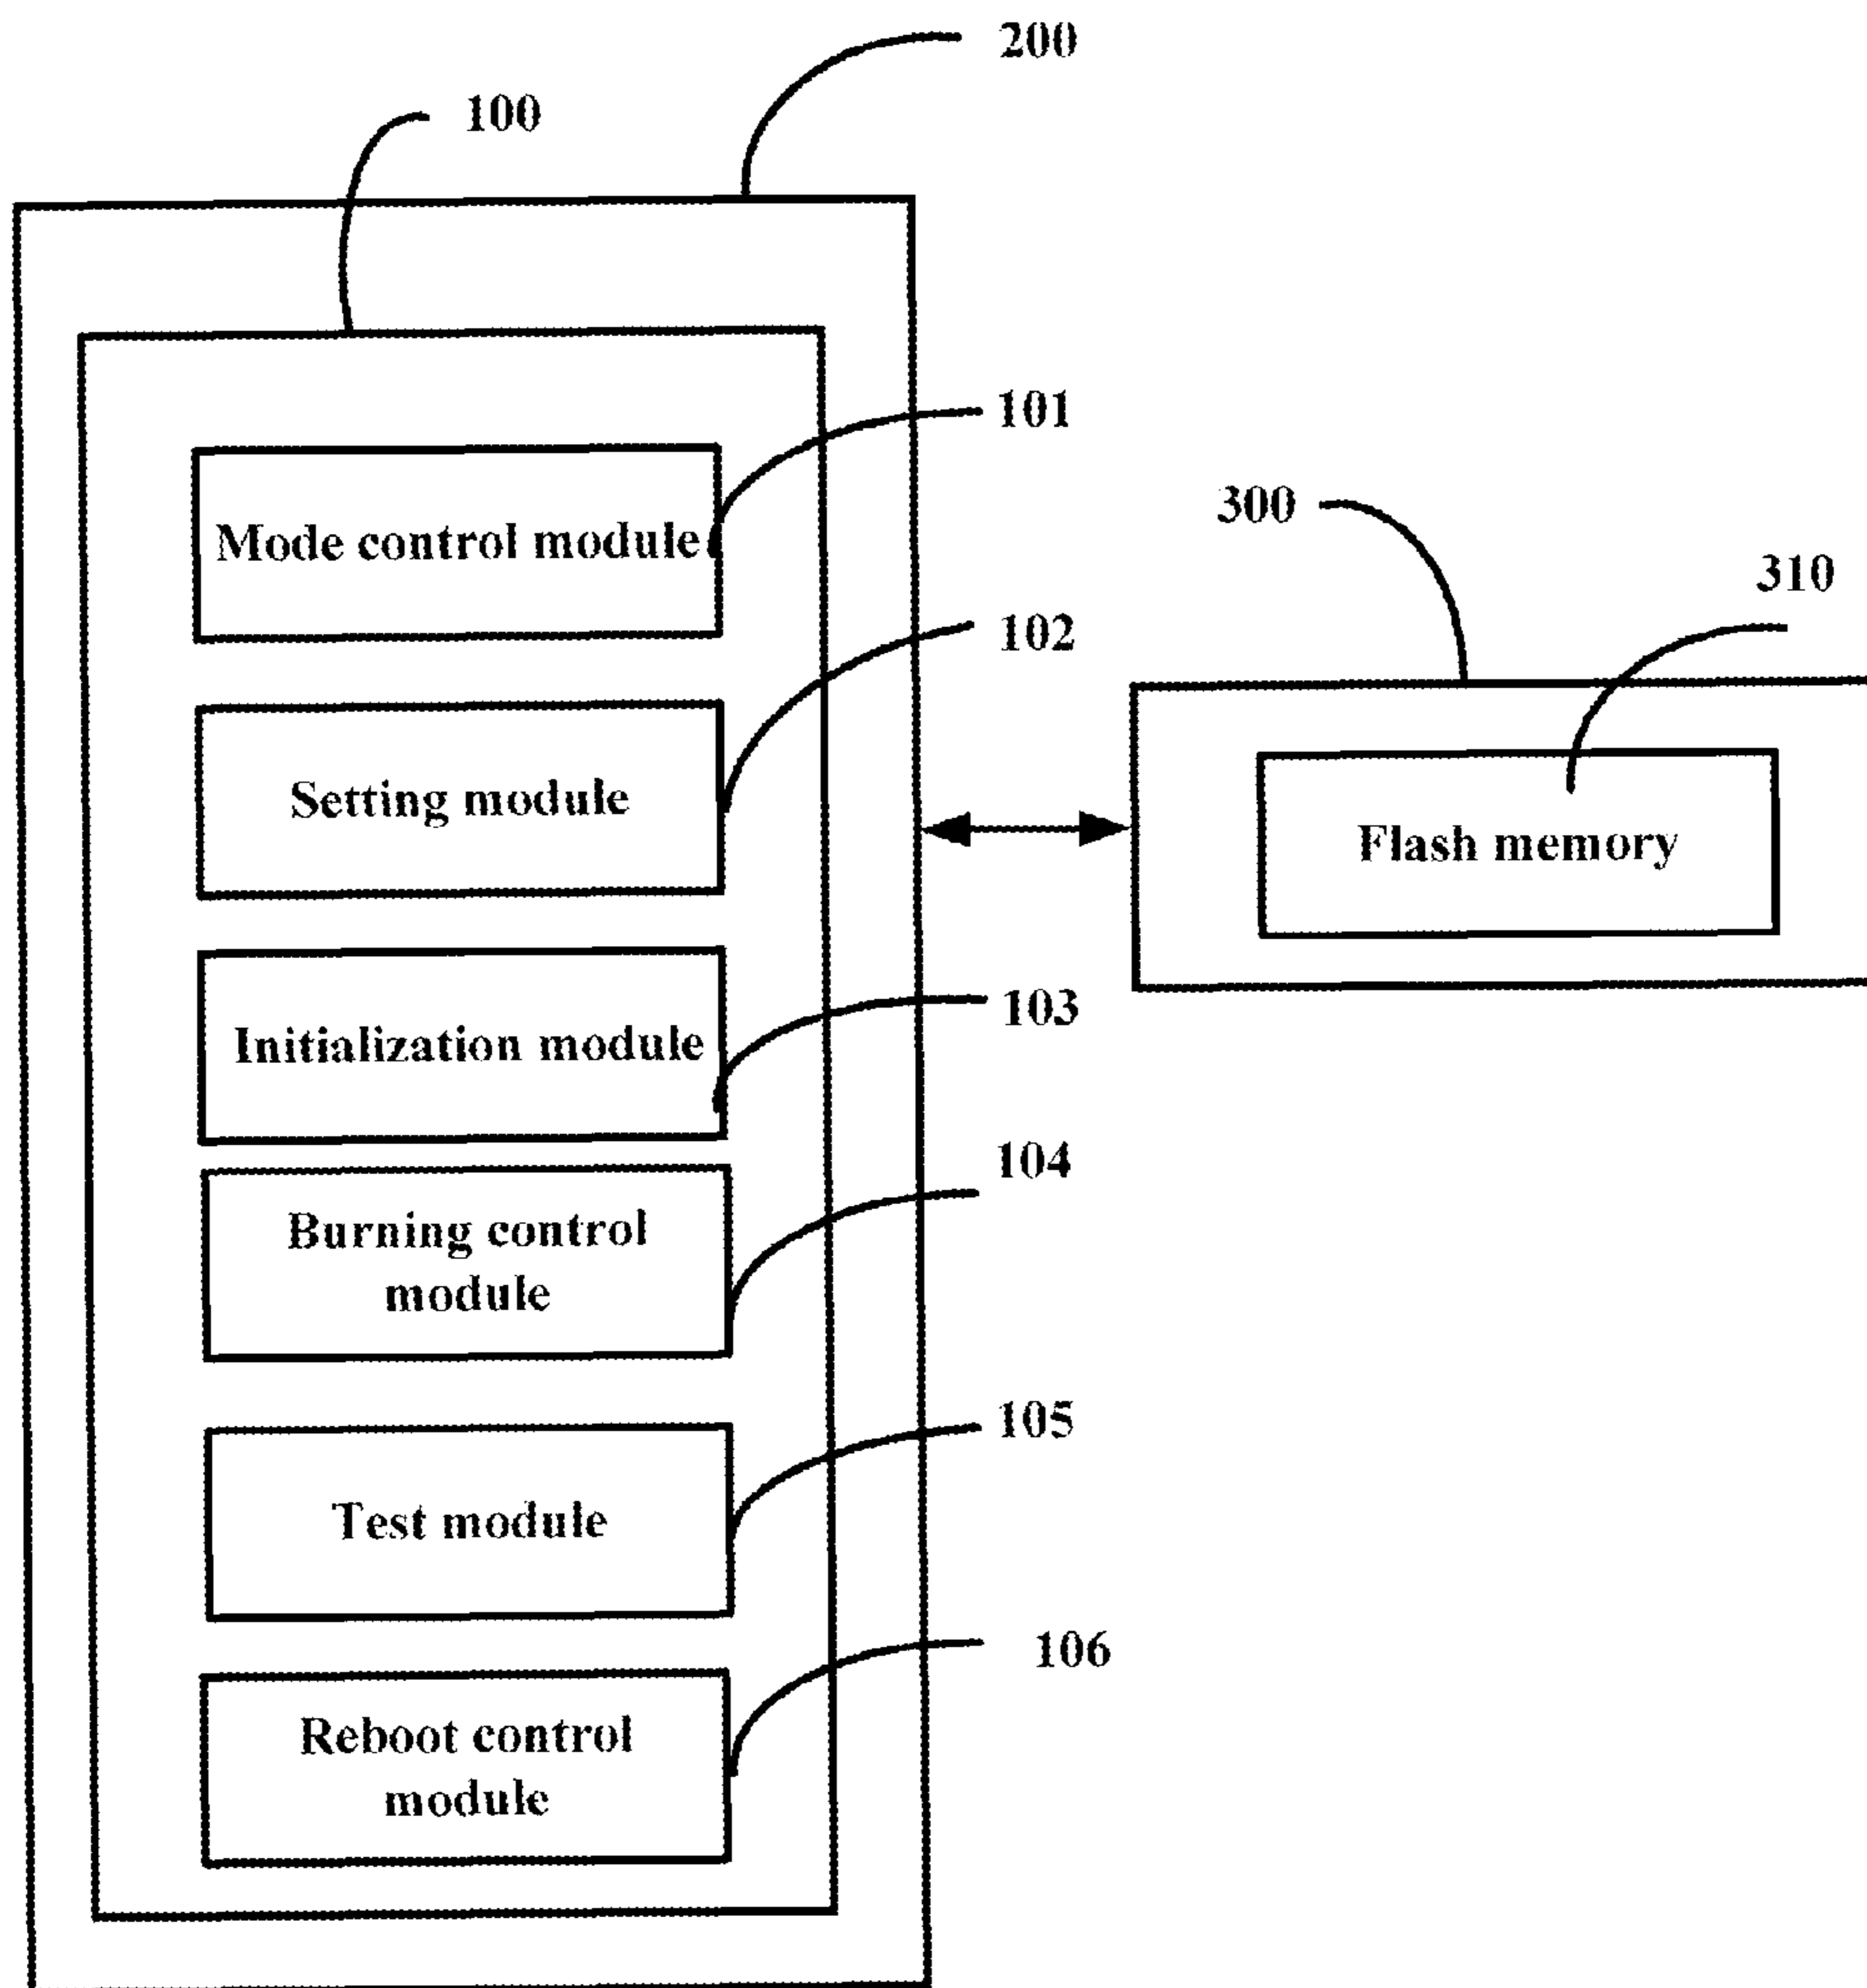 200
100
101
Mode control module
300
310
102
Setting module
Flash memory
103
Initialization module
104
Burning control
module
105
Test module
106
Reboot control
module